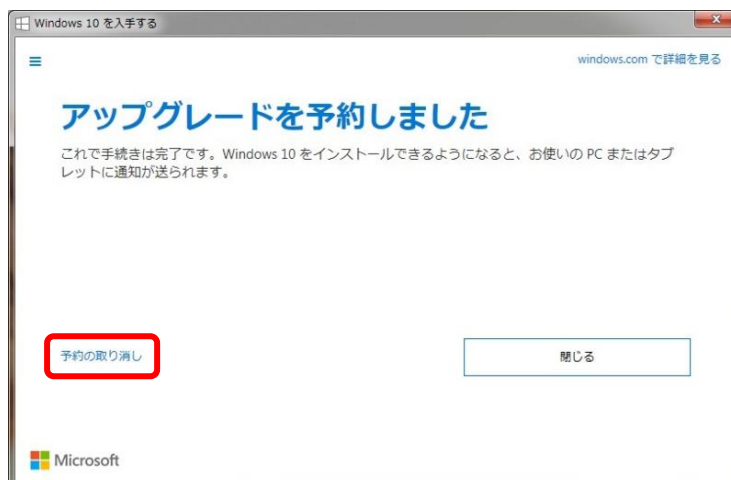 Windows 10 を入手する
windows.com で詳細を見る
アップグレードを予約しました
これで手続きは完了です。Windows 10 をインストールできるようになると、お使いの PC またはタブ
レットに通知が送られます。
予約の取り消し
閉じる
Microsoft